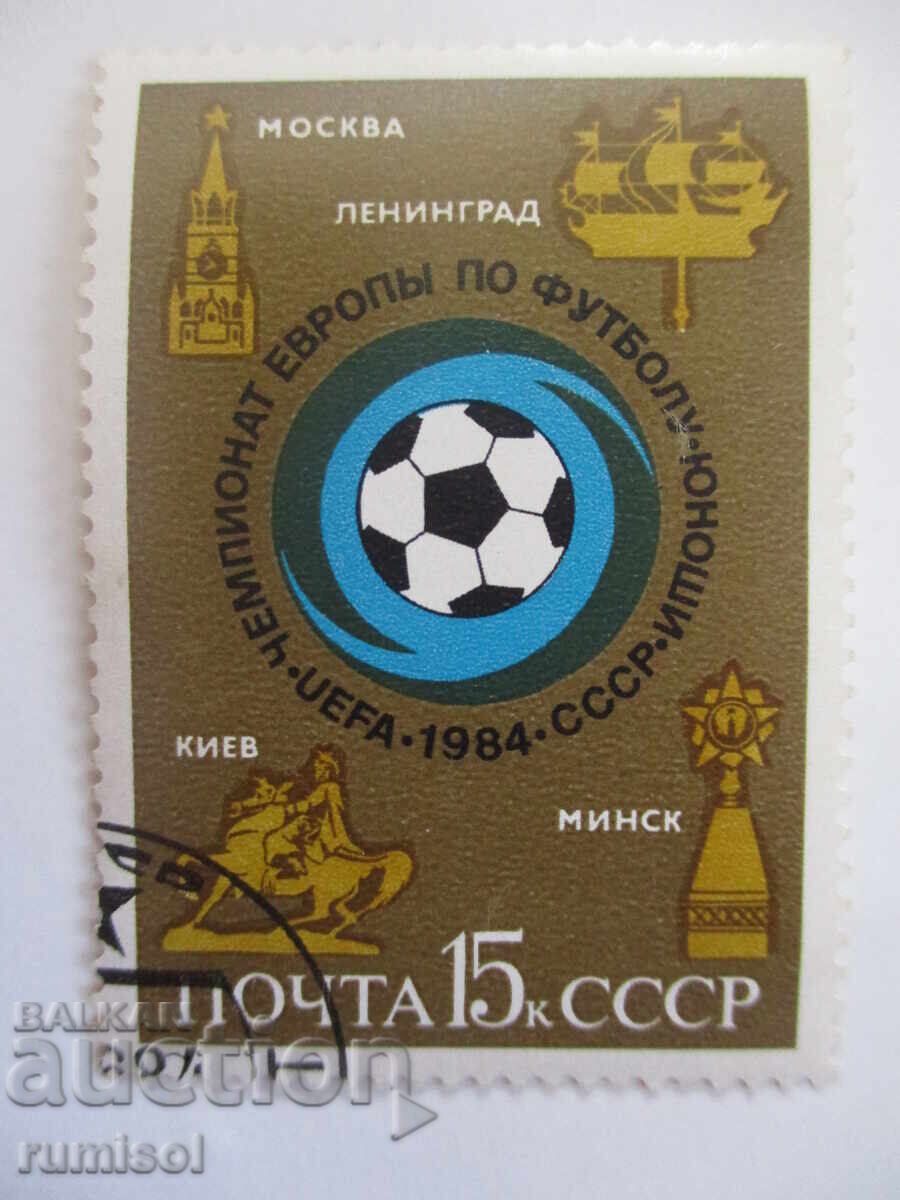 МОСКВА
ЛЕНИНГРАД
ЧЕМПИОНАТ ЕВРОПЫ ПО ФУТБОЛУ · ЮНОШИ · СССР · 1984 · UEFA ·
КИЕВ
МИНСК
ПОЧТА 15к СССР
BALKAN
auction
rumisol